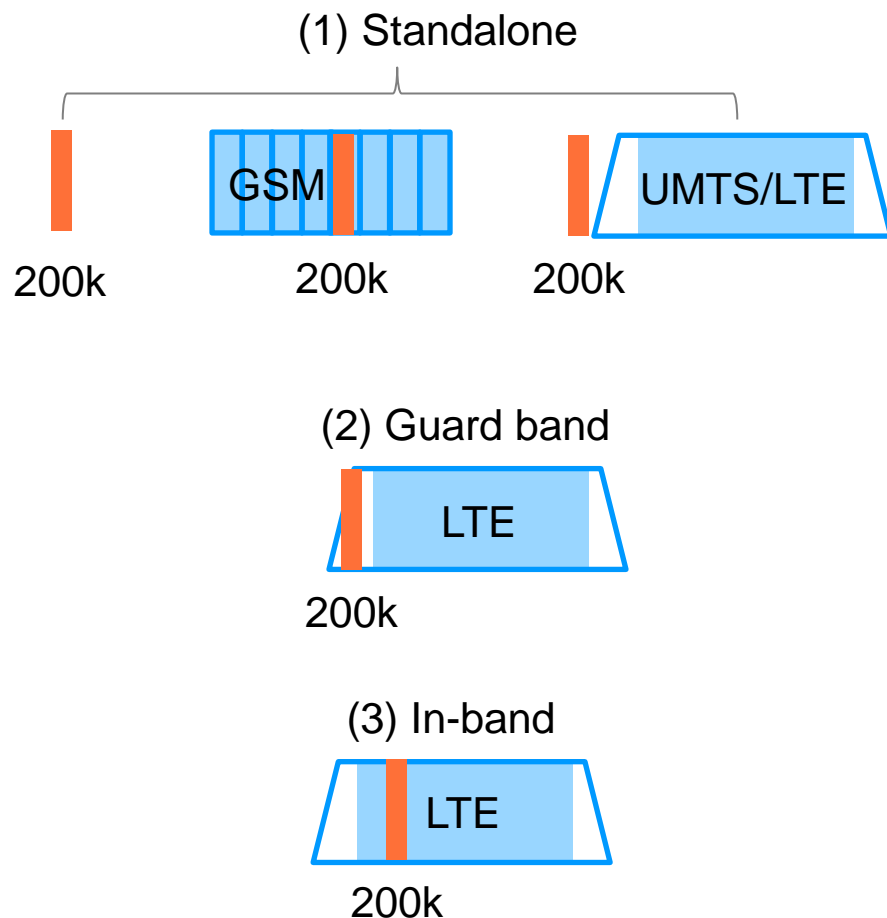 (1) Standalone
GSM
UMTS/LTE
200k
200k
200k
(2) Guard band
LTE
200k
(3) In-band
LTE
200k